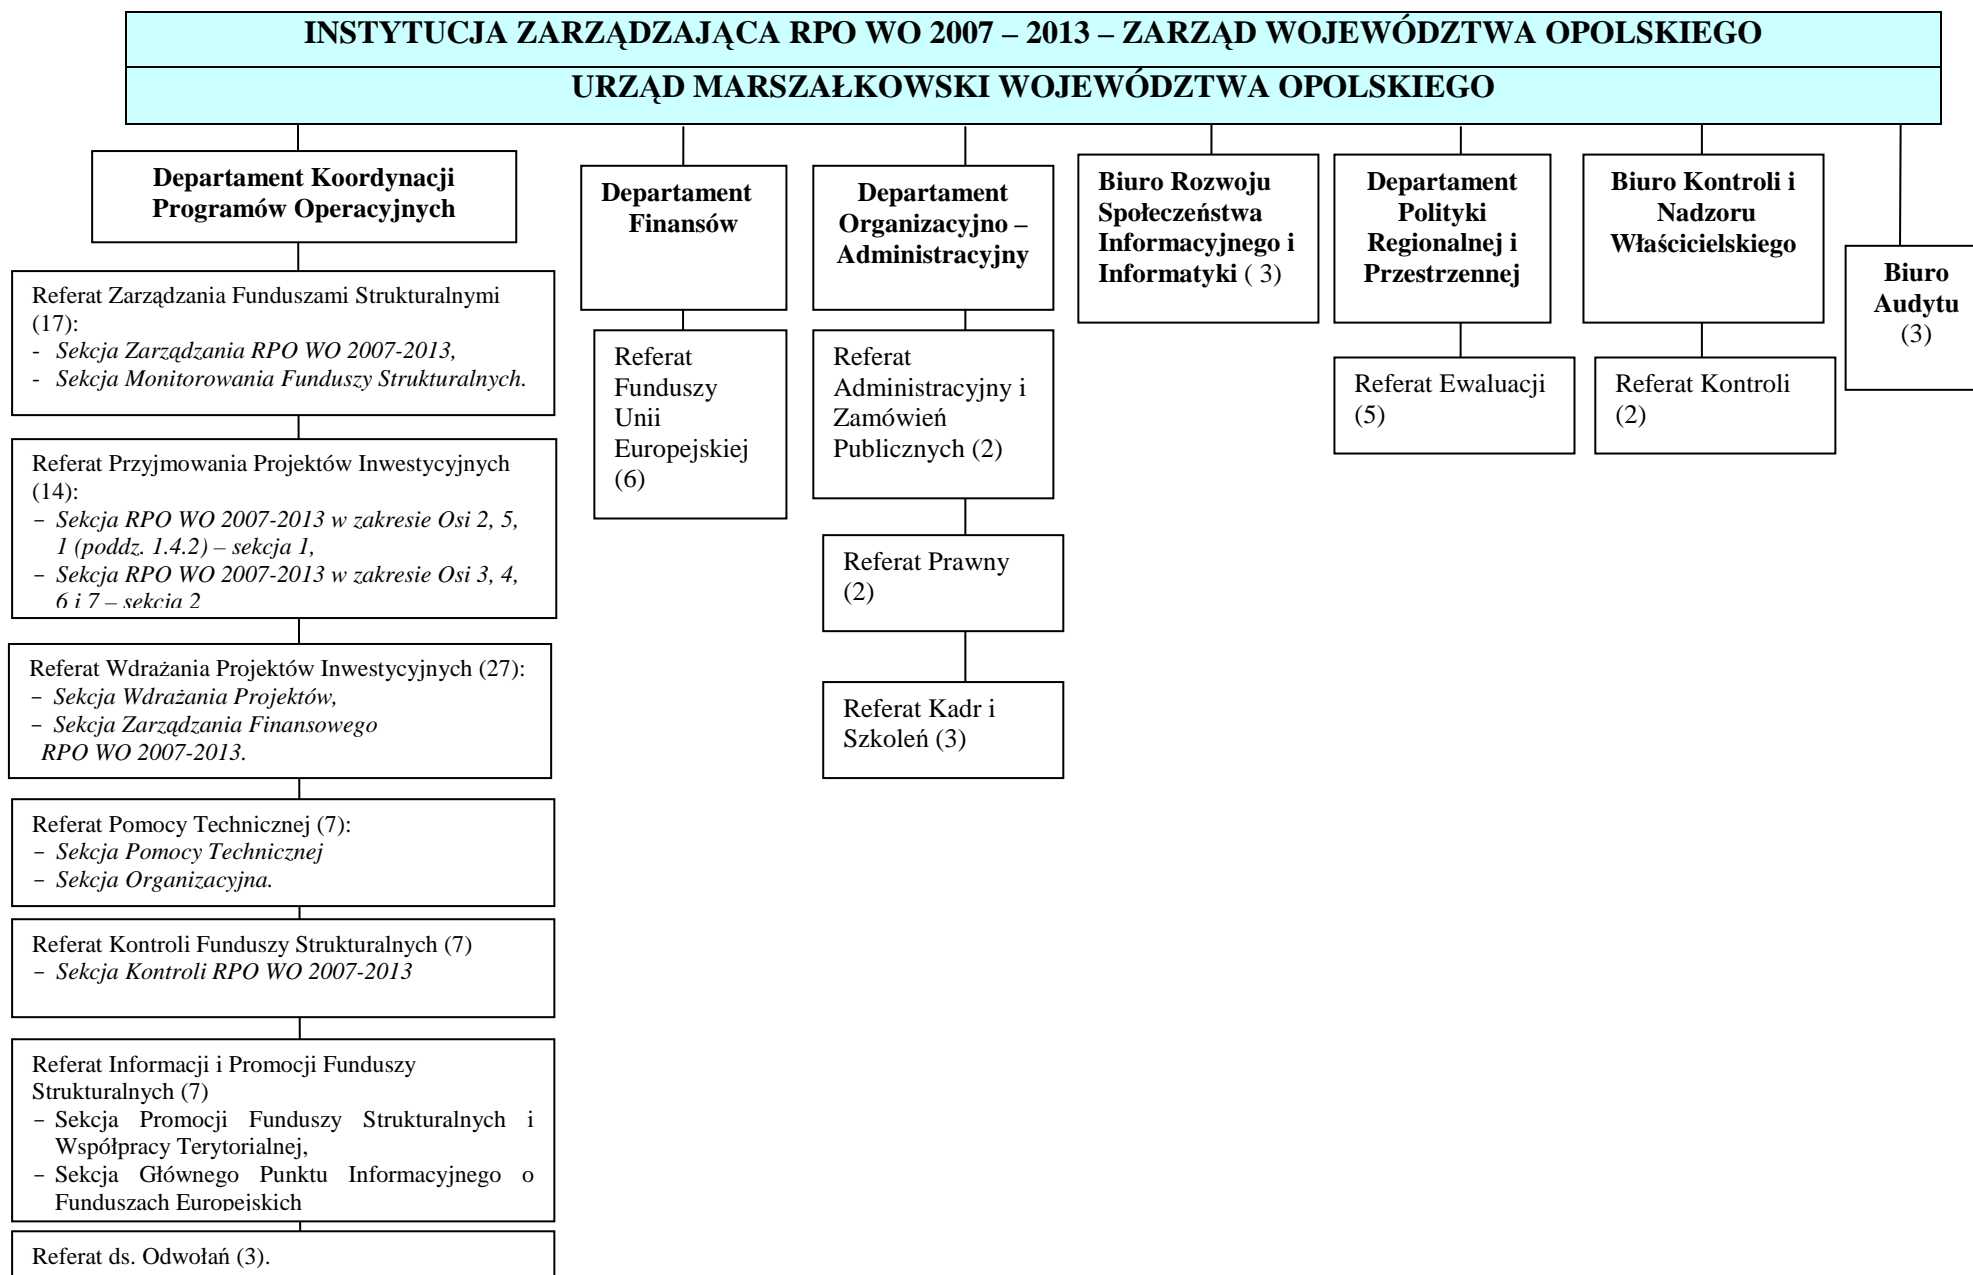 INSTYTUCJA ZARZĄDZAJĄCA RPO WO 2007 – 2013 – ZARZĄD WOJEWÓDZTWA OPOLSKIEGO
URZĄD MARSZAŁKOWSKI WOJEWÓDZTWA OPOLSKIEGO
Departament Koordynacji
Programów Operacyjnych
Referat Zarządzania Funduszami Strukturalnymi
(17):
- Sekcja Zarządzania RPO WO 2007-2013,
- Sekcja Monitorowania Funduszy Strukturalnych.
Referat Przyjmowania Projektów Inwestycyjnych
(14):
– Sekcja RPO WO 2007-2013 w zakresie Osi 2, 5,
1 (poddz. 1.4.2) – sekcja 1,
– Sekcja RPO WO 2007-2013 w zakresie Osi 3, 4,
6 i 7 – sekcja 2
Referat Wdrażania Projektów Inwestycyjnych (27):
– Sekcja Wdrażania Projektów,
– Sekcja Zarządzania Finansowego
RPO WO 2007-2013.
Referat Pomocy Technicznej (7):
– Sekcja Pomocy Technicznej
– Sekcja Organizacyjna.
Referat Kontroli Funduszy Strukturalnych (7)
– Sekcja Kontroli RPO WO 2007-2013
Referat Informacji i Promocji Funduszy
Strukturalnych (7)
– Sekcja Promocji Funduszy Strukturalnych i
Współpracy Terytorialnej,
– Sekcja Głównego Punktu Informacyjnego o
Funduszach Europejskich
Referat ds. Odwołań (3).
Departament
Finansów
Referat
Funduszy
Unii
Europejskiej
(6)
Departament
Organizacyjno –
Administracyjny
Referat
Administracyjny i
Zamówień
Publicznych (2)
Referat Prawny
(2)
Referat Kadr i
Szkoleń (3)
Biuro Rozwoju
Społeczeństwa
Informacyjnego i
Informatyki ( 3)
Departament
Polityki
Regionalnej i
Przestrzennej
Referat Ewaluacji
(5)
Biuro Kontroli i
Nadzoru
Właścicielskiego
Referat Kontroli
(2)
Biuro
Audytu
(3)